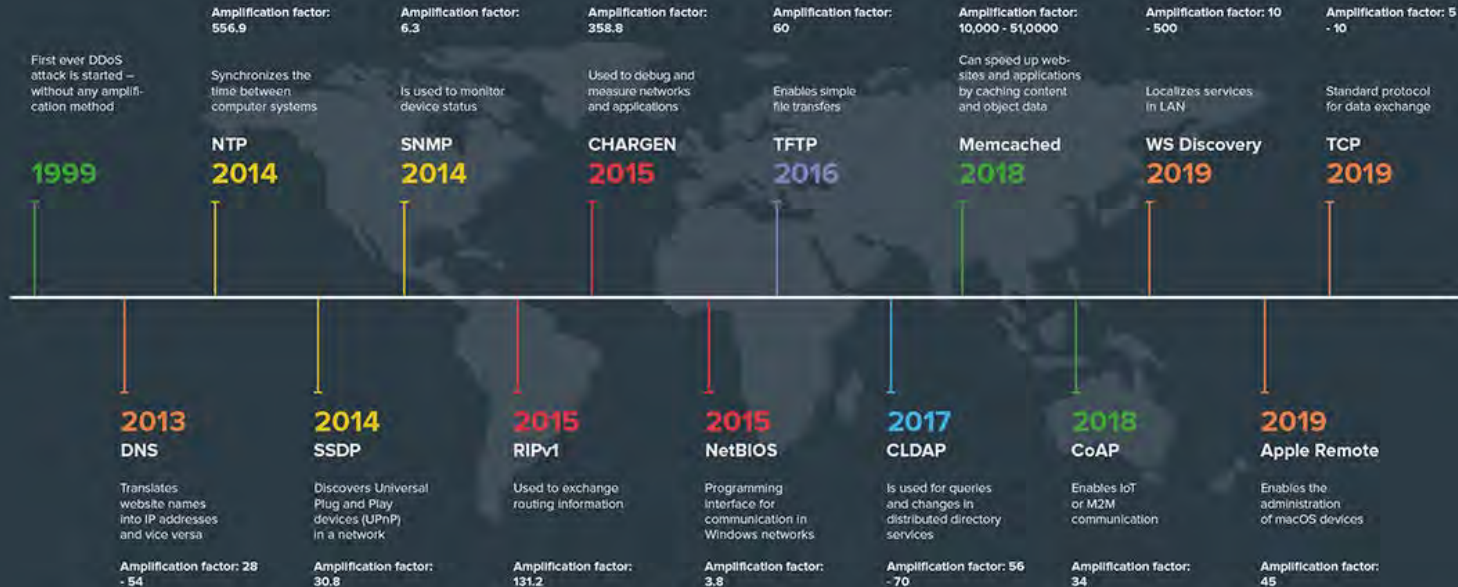 First ever DDoS
attack is started –
without any amplifi-
cation method
1999
Amplification factor:
556.9
Synchronizes the
time between
computer systems
NTP
2014
Amplification factor:
6.3
Is used to monitor
device status
SNMP
2014
Amplification factor:
358.8
Used to debug and
measure networks
and applications
CHARGEN
2015
Amplification factor:
60
Enables simple
file transfers
TFTP
2016
Amplification factor:
10,000 - 51,0000
Can speed up web-
sites and applications
by caching content
and object data
Memcached
2018
Amplification factor: 10
- 500
Localizes services
in LAN
WS Discovery
2019
Amplification factor: 5
- 10
Standard protocol
for data exchange
TCP
2019
2013
DNS
Translates
website names
into IP addresses
and vice versa
Amplification factor: 28
- 54
2014
SSDP
Discovers Universal
Plug and Play
devices (UPnP)
in a network
Amplification factor:
30.8
2015
RIPv1
Used to exchange
routing information
Amplification factor:
131.2
2015
NetBIOS
Programming
interface for
communication in
Windows networks
Amplification factor:
3.8
2017
CLDAP
Is used for queries
and changes in
distributed directory
services
Amplification factor: 56
- 70
2018
CoAP
Enables IoT
or M2M
communication
Amplification factor:
34
2019
Apple Remote
Enables the
administration
of macOS devices
Amplification factor:
45